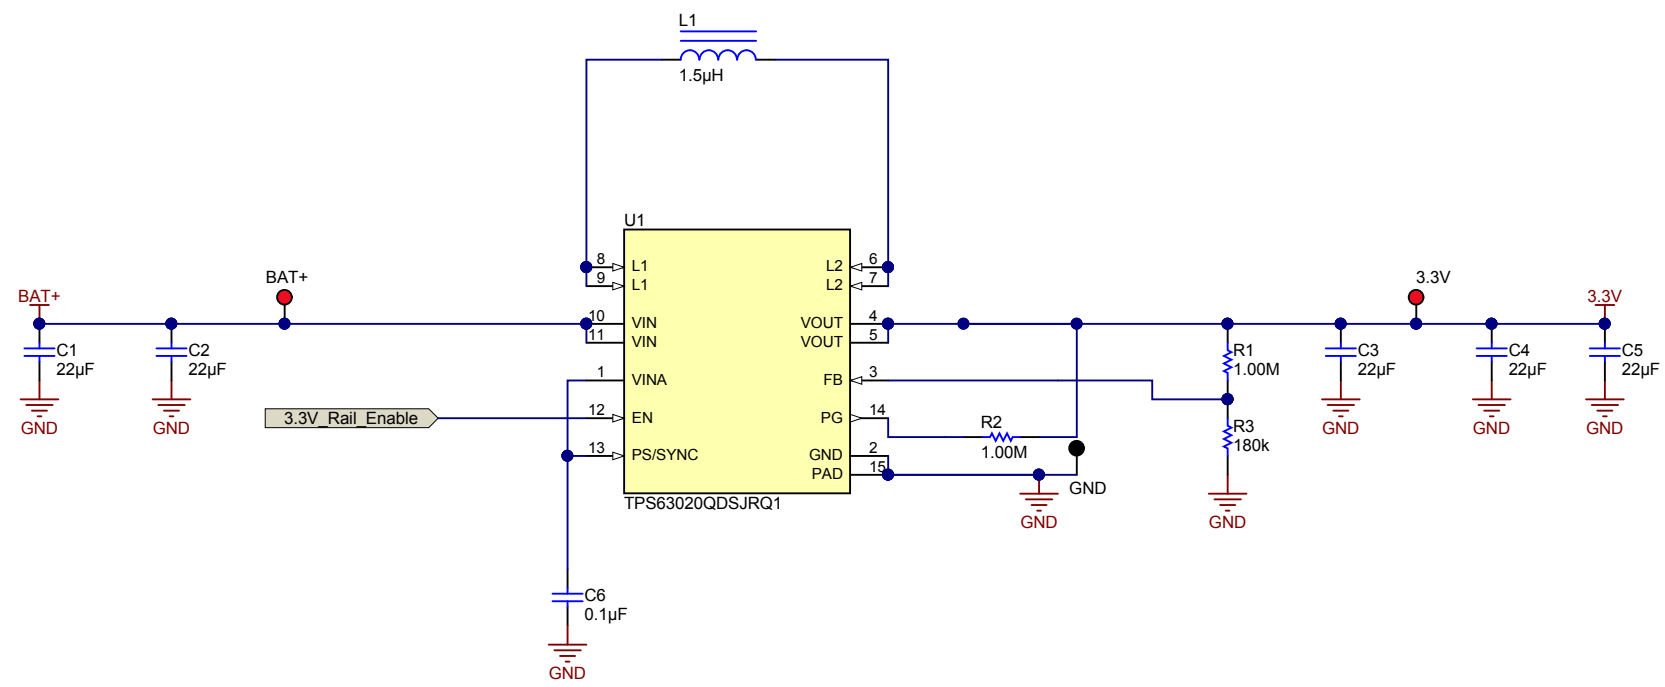 L1
1.5µH
U1
8
L1
9
L1
L2
6
L2
7
BAT+
BAT+
10
VIN
11
VIN
VOUT
4
VOUT
5
3.3V
3.3V
C1
22µF
C2
22µF
R1
1.00M
C3
22µF
C4
22µF
C5
22µF
1
VINA
FB
3
3.3V_Rail_Enable
12
EN
PG
14
R2
1.00M
R3
180k
13
PS/SYNC
GND
2
PAD
15
GND
GND
GND
GND
GND
GND
GND
GND
TPS63020QDSJRQ1
C6
0.1µF
GND